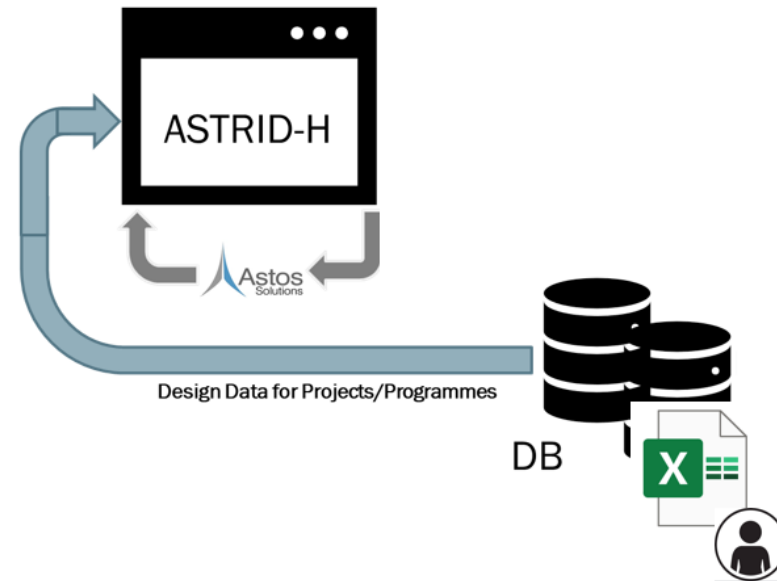 ASTRID-H
Astos
Solutions
Design Data for Projects/Programmes
DB
X